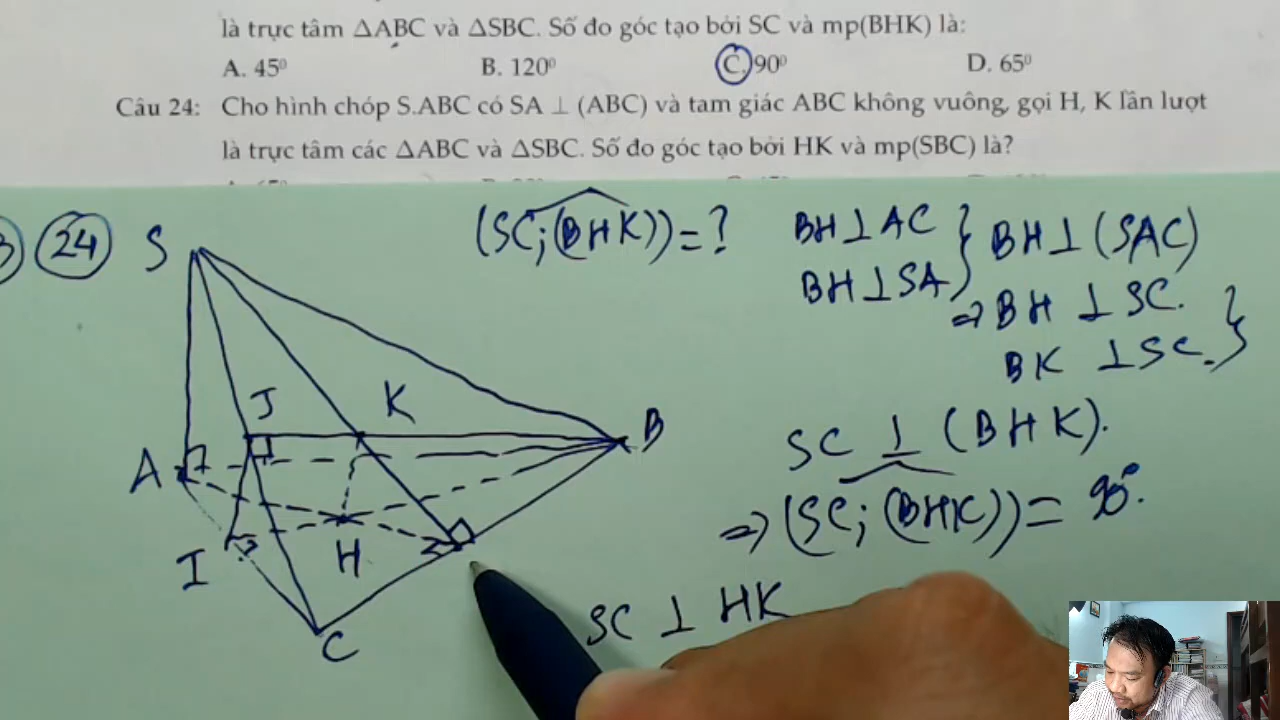 là trực tâm ΔABC và ΔSBC. Số đo góc tạo bởi SC và mp(BHK) là:
A. 45⁰ B. 120⁰ C. 90⁰ D. 65⁰
Câu 24: Cho hình chóp S.ABC có SA ⊥ (ABC) và tam giác ABC không vuông, gọi H, K lần lượt
là trực tâm các ΔABC và ΔSBC. Số đo góc tạo bởi HK và mp(SBC) là?
24
S
(SC; (BHK)) = ?
BH ⊥ AC
BH ⊥ SA
} BH ⊥ (SAC)
⇒ BH ⊥ SC.
BK ⊥ SC. }
J K B
A
I H
C
SC ⊥ (BHK).
⇒ (SC; (BHK)) = 90°.
SC ⊥ HK